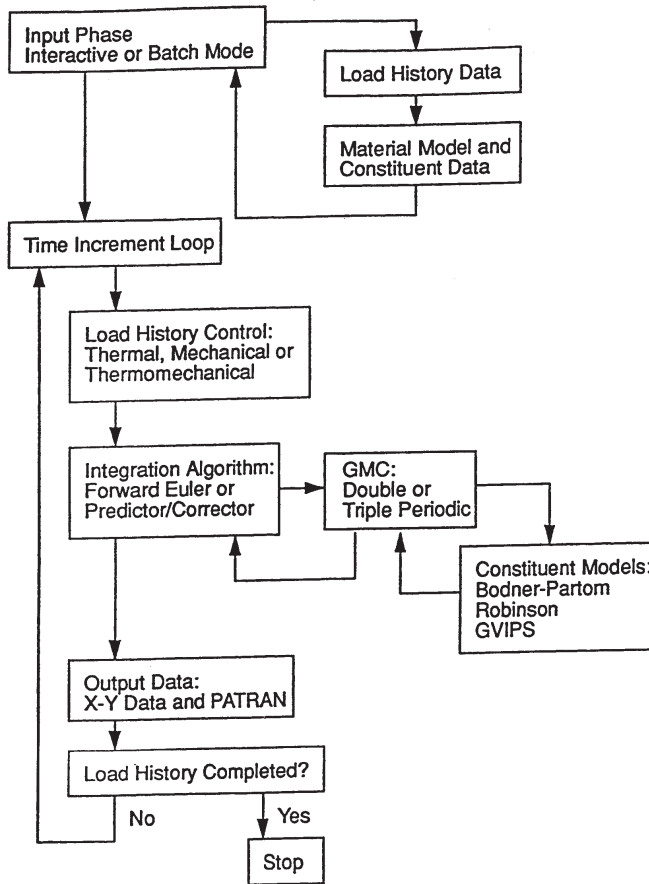 Input Phase
Interactive or Batch Mode
Load History Data
Material Model and
Constituent Data
Time Increment Loop
Load History Control:
Thermal, Mechanical or
Thermomechanical
Integration Algorithm:
Forward Euler or
Predictor/Corrector
GMC:
Double or
Triple Periodic
Constituent Models:
Bodner-Partom
Robinson
GVIPS
Output Data:
X-Y Data and PATRAN
Load History Completed?
No
Yes
Stop